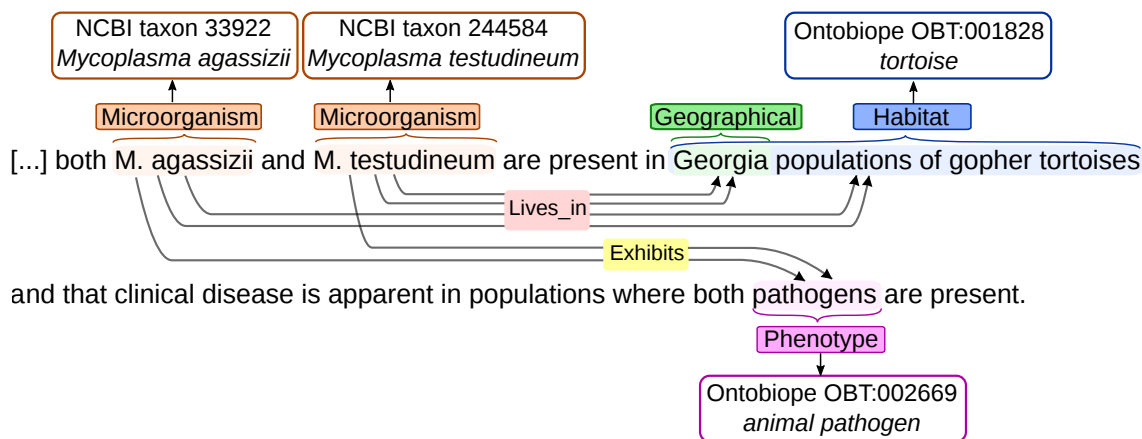 NCBI taxon 33922
Mycoplasma agassizii
NCBI taxon 244584
Mycoplasma testudineum
Ontobiope OBT:001828
tortoise
Microorganism
Microorganism
Geographical
Habitat
[...] both M. agassizii and M. testudineum are present in Georgia populations of gopher tortoises
Lives_in
Exhibits
and that clinical disease is apparent in populations where both pathogens are present.
Phenotype
Ontobiope OBT:002669
animal pathogen